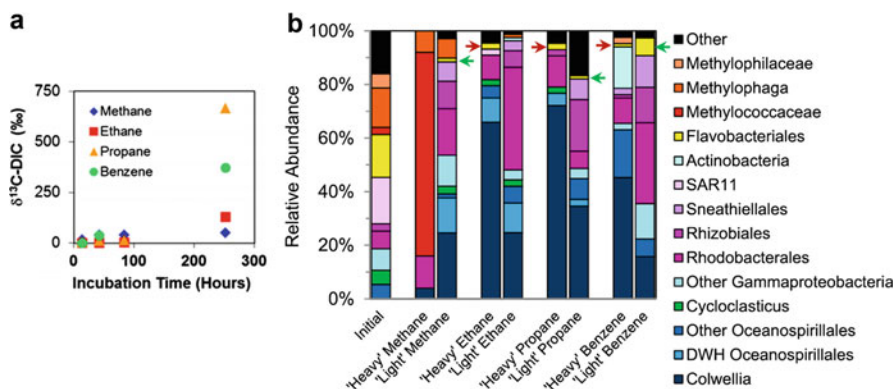 a
δ¹³C-DIC (‰)
750
500
250
0
Methane
Ethane
Propane
Benzene
0 100 200 300
Incubation Time (Hours)
b
Relative Abundance
100%
80%
60%
40%
20%
0%
Initial
'Heavy' Methane
'Light' Methane
'Heavy' Ethane
'Light' Ethane
'Heavy' Propane
'Light' Propane
'Heavy' Benzene
'Light' Benzene
Other
Methylophilaceae
Methylophaga
Methylococcaceae
Flavobacteriales
Actinobacteria
SAR11
Sneathiellales
Rhizobiales
Rhodobacterales
Other Gammaproteobacteria
Cycloclasticus
Other Oceanospirillales
DWH Oceanospirillales
Colwellia